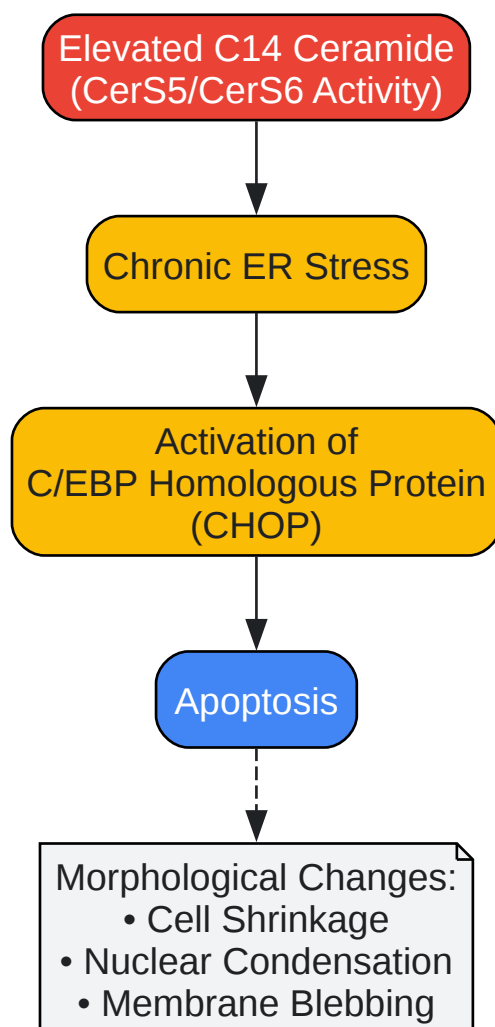 Elevated C14 Ceramide
(CerS5/CerS6 Activity)
Chronic ER Stress
Activation of
C/EBP Homologous Protein
(CHOP)
Apoptosis
Morphological Changes:
• Cell Shrinkage
• Nuclear Condensation
• Membrane Blebbing